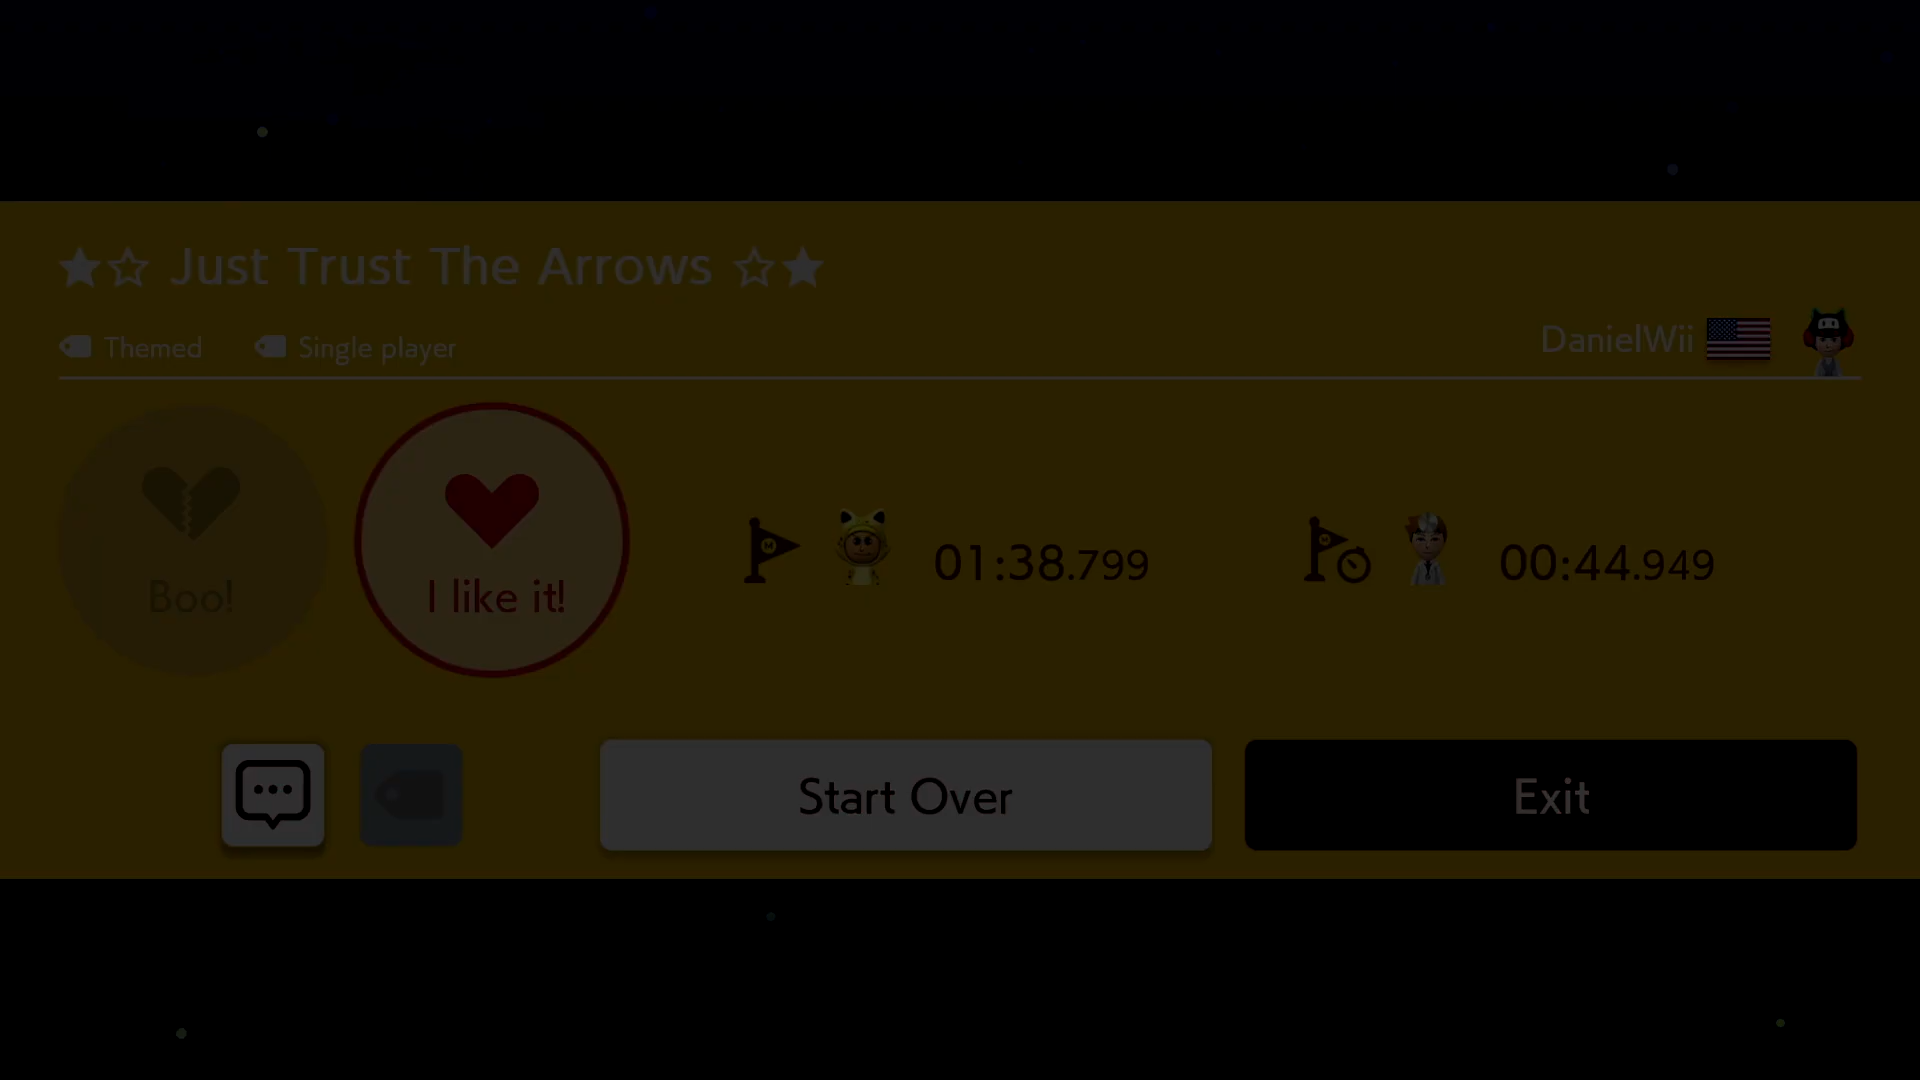 ★☆ Just Trust The Arrows ☆★
Themed Single player
DanielWii
Boo!
I like it!
M 01:38.799
M 00:44.949
Start Over
Exit